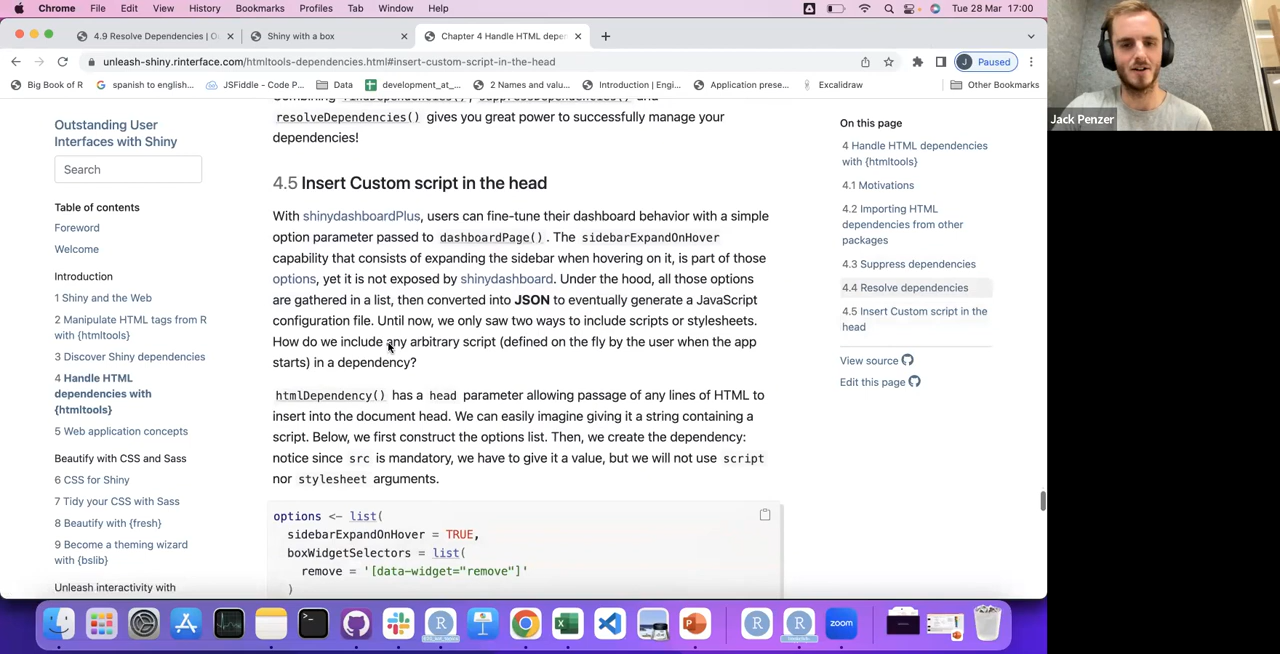 Chrome File Edit View History Bookmarks Profiles Tab Window Help Tue 28 Mar 17:00
4.9 Resolve Dependencies | O Shiny with a box Chapter 4 Handle HTML depen
unleash-shiny.rinterface.com/htmltools-dependencies.html#insert-custom-script-in-the-head J Paused
Big Book of R spanish to english... JSFiddle - Code Pl... Data development_at_... 2 Names and valu... Introduction | Engi... Application prese... Excalidraw Other Bookmarks
Outstanding User
Interfaces with Shiny
Search
Table of contents
Foreword
Welcome
Introduction
1 Shiny and the Web
2 Manipulate HTML tags from R
with {htmltools}
3 Discover Shiny dependencies
4 Handle HTML
dependencies with
{htmltools}
5 Web application concepts
Beautify with CSS and Sass
6 CSS for Shiny
7 Tidy your CSS with Sass
8 Beautify with {fresh}
9 Become a theming wizard
with {bslib}
Unleash interactivity with
Combining findDependencies(), suppressDependencies() and
resolveDependencies() gives you great power to successfully manage your
dependencies!
4.5 Insert Custom script in the head
With shinydashboardPlus, users can fine-tune their dashboard behavior with a simple
option parameter passed to dashboardPage(). The sidebarExpandOnHover
capability that consists of expanding the sidebar when hovering on it, is part of those
options, yet it is not exposed by shinydashboard. Under the hood, all those options
are gathered in a list, then converted into JSON to eventually generate a JavaScript
configuration file. Until now, we only saw two ways to include scripts or stylesheets.
How do we include any arbitrary script (defined on the fly by the user when the app
starts) in a dependency?
htmlDependency() has a head parameter allowing passage of any lines of HTML to
insert into the document head. We can easily imagine giving it a string containing a
script. Below, we first construct the options list. Then, we create the dependency:
notice since src is mandatory, we have to give it a value, but we will not use script
nor stylesheet arguments.
options <- list(
sidebarExpandOnHover = TRUE,
boxWidgetSelectors = list(
remove = '[data-widget="remove"]'
)
On this page
4 Handle HTML dependencies
with {htmltools}
4.1 Motivations
4.2 Importing HTML
dependencies from other
packages
4.3 Suppress dependencies
4.4 Resolve dependencies
4.5 Insert Custom script in the
head
View source
Edit this page
Jack Penzer
R R R zoom